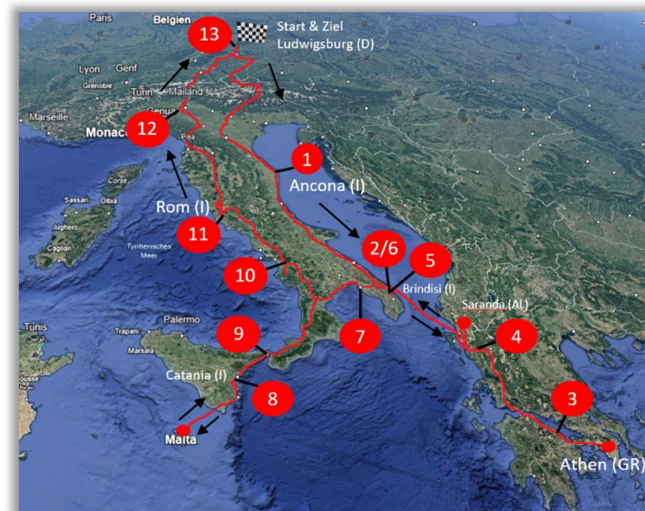 Paris
Belgien
13
Start & Ziel
Ludwigsburg (D)
Lyon
Genf
Grenoble
Turin
Mailand
Genua
Marseille
Monaco
12
Pisa
1
Ancona (I)
Corse
Sassari
Olbia
Alghero
Cagliari
Rom (I)
11
Tyrrhenisches
Meer
2/6
5
10
Brindisi (I)
Saranda (AL)
Tunis
Trapani
Palermo
Marsala
9
7
4
Catania (I)
8
3
Malta
Athen (GR)